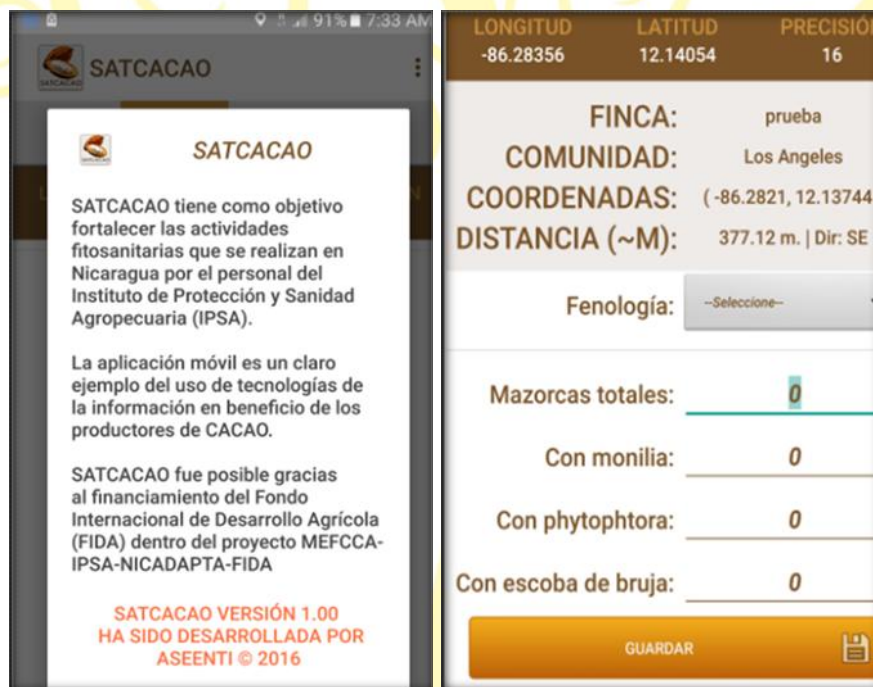 91% 7:33 AM
SATCACAO
SATCACAO
SATCACAO tiene como objetivo
fortalecer las actividades
fitosanitarias que se realizan en
Nicaragua por el personal del
Instituto de Protección y Sanidad
Agropecuaria (IPSA).
La aplicación móvil es un claro
ejemplo del uso de tecnologías de
la información en beneficio de los
productores de CACAO.
SATCACAO fue posible gracias
al financiamiento del Fondo
Internacional de Desarrollo Agrícola
(FIDA) dentro del proyecto MEFCCA-
IPSA-NICADAPTA-FIDA
SATCACAO VERSIÓN 1.00
HA SIDO DESARROLLADA POR
ASEENTI © 2016
LONGITUD LATITUD PRECISIÓN
-86.28356 12.14054 16
FINCA: prueba
COMUNIDAD: Los Angeles
COORDENADAS: ( -86.2821, 12.13744
DISTANCIA (~M): 377.12 m. | Dir: SE
Fenología: --Seleccione--
Mazorcas totales: 0
Con monilia: 0
Con phytophtora: 0
Con escoba de bruja: 0
GUARDAR